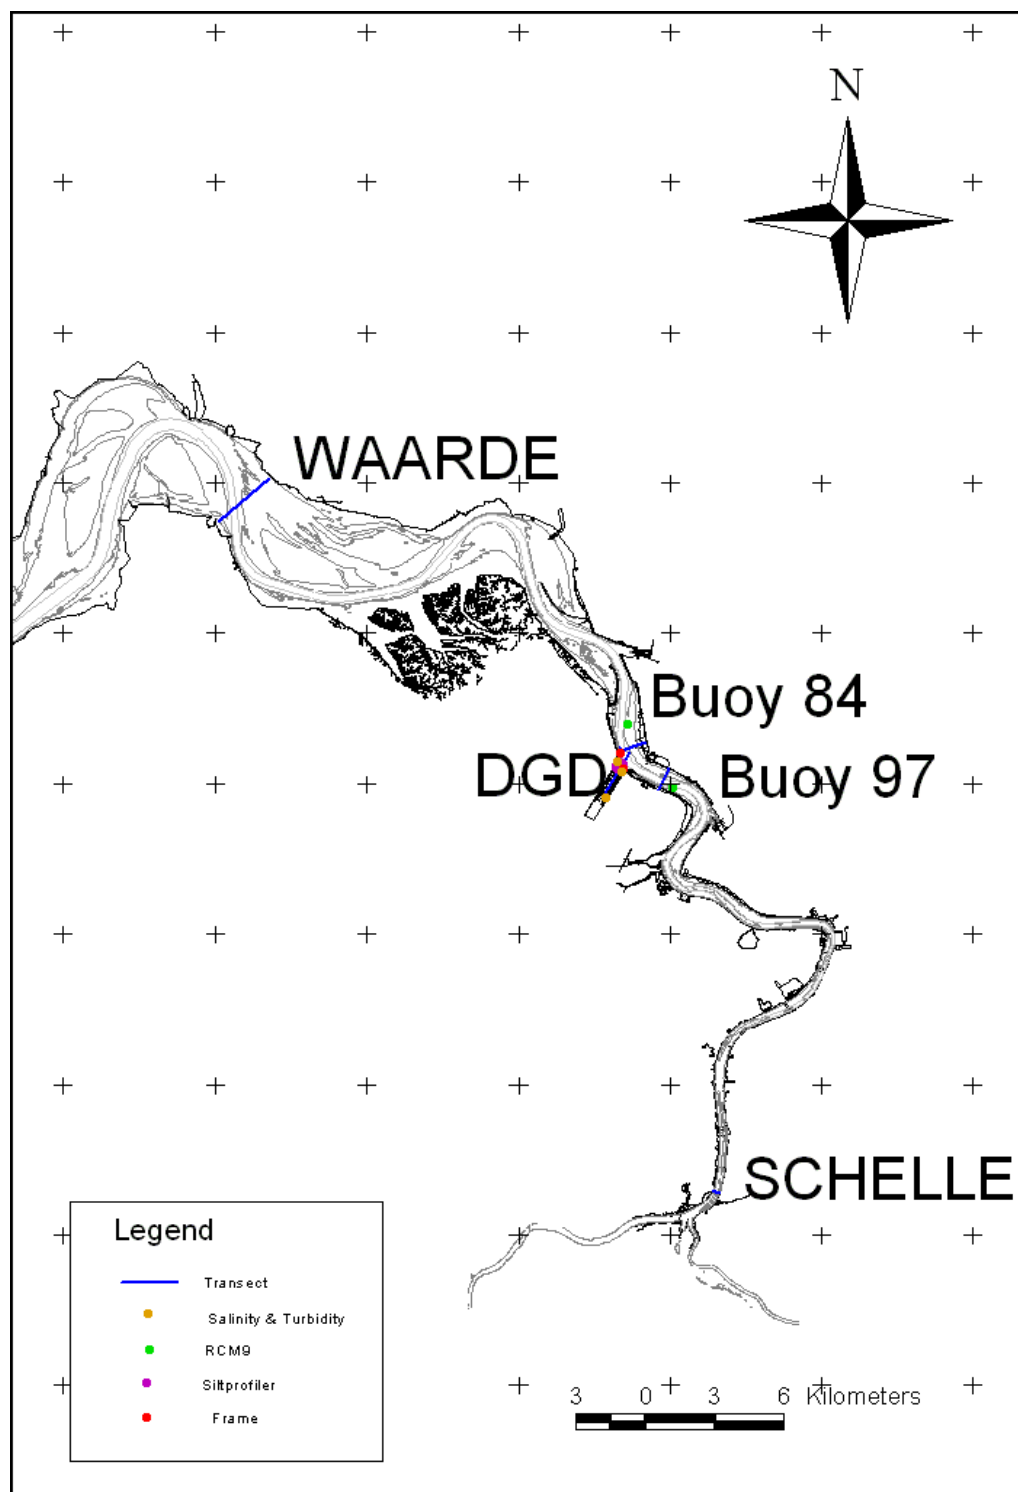 N
WAARDE
Buoy 84
DGD
Buoy 97
SCHELLE
Legend
Transect
Salinity & Turbidity
RCM9
Siltprofiler
Frame
3 0 3 6 Kilometers